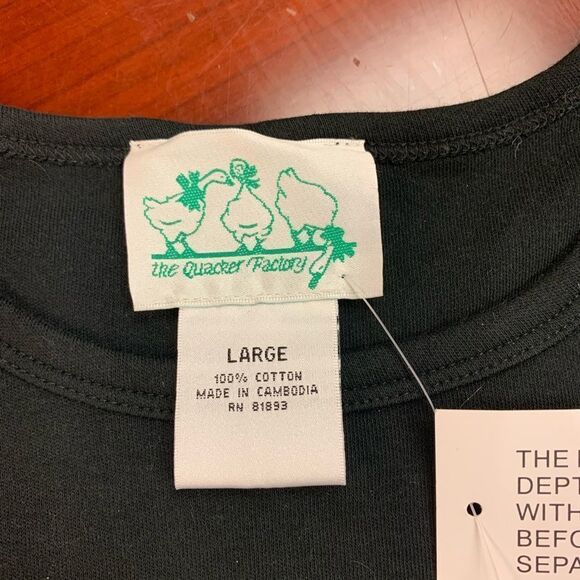 the Quacker Factory
LARGE
100% COTTON
MADE IN CAMBODIA
RN 81893
THE
DEPT
WITH
BEFO
SEPA